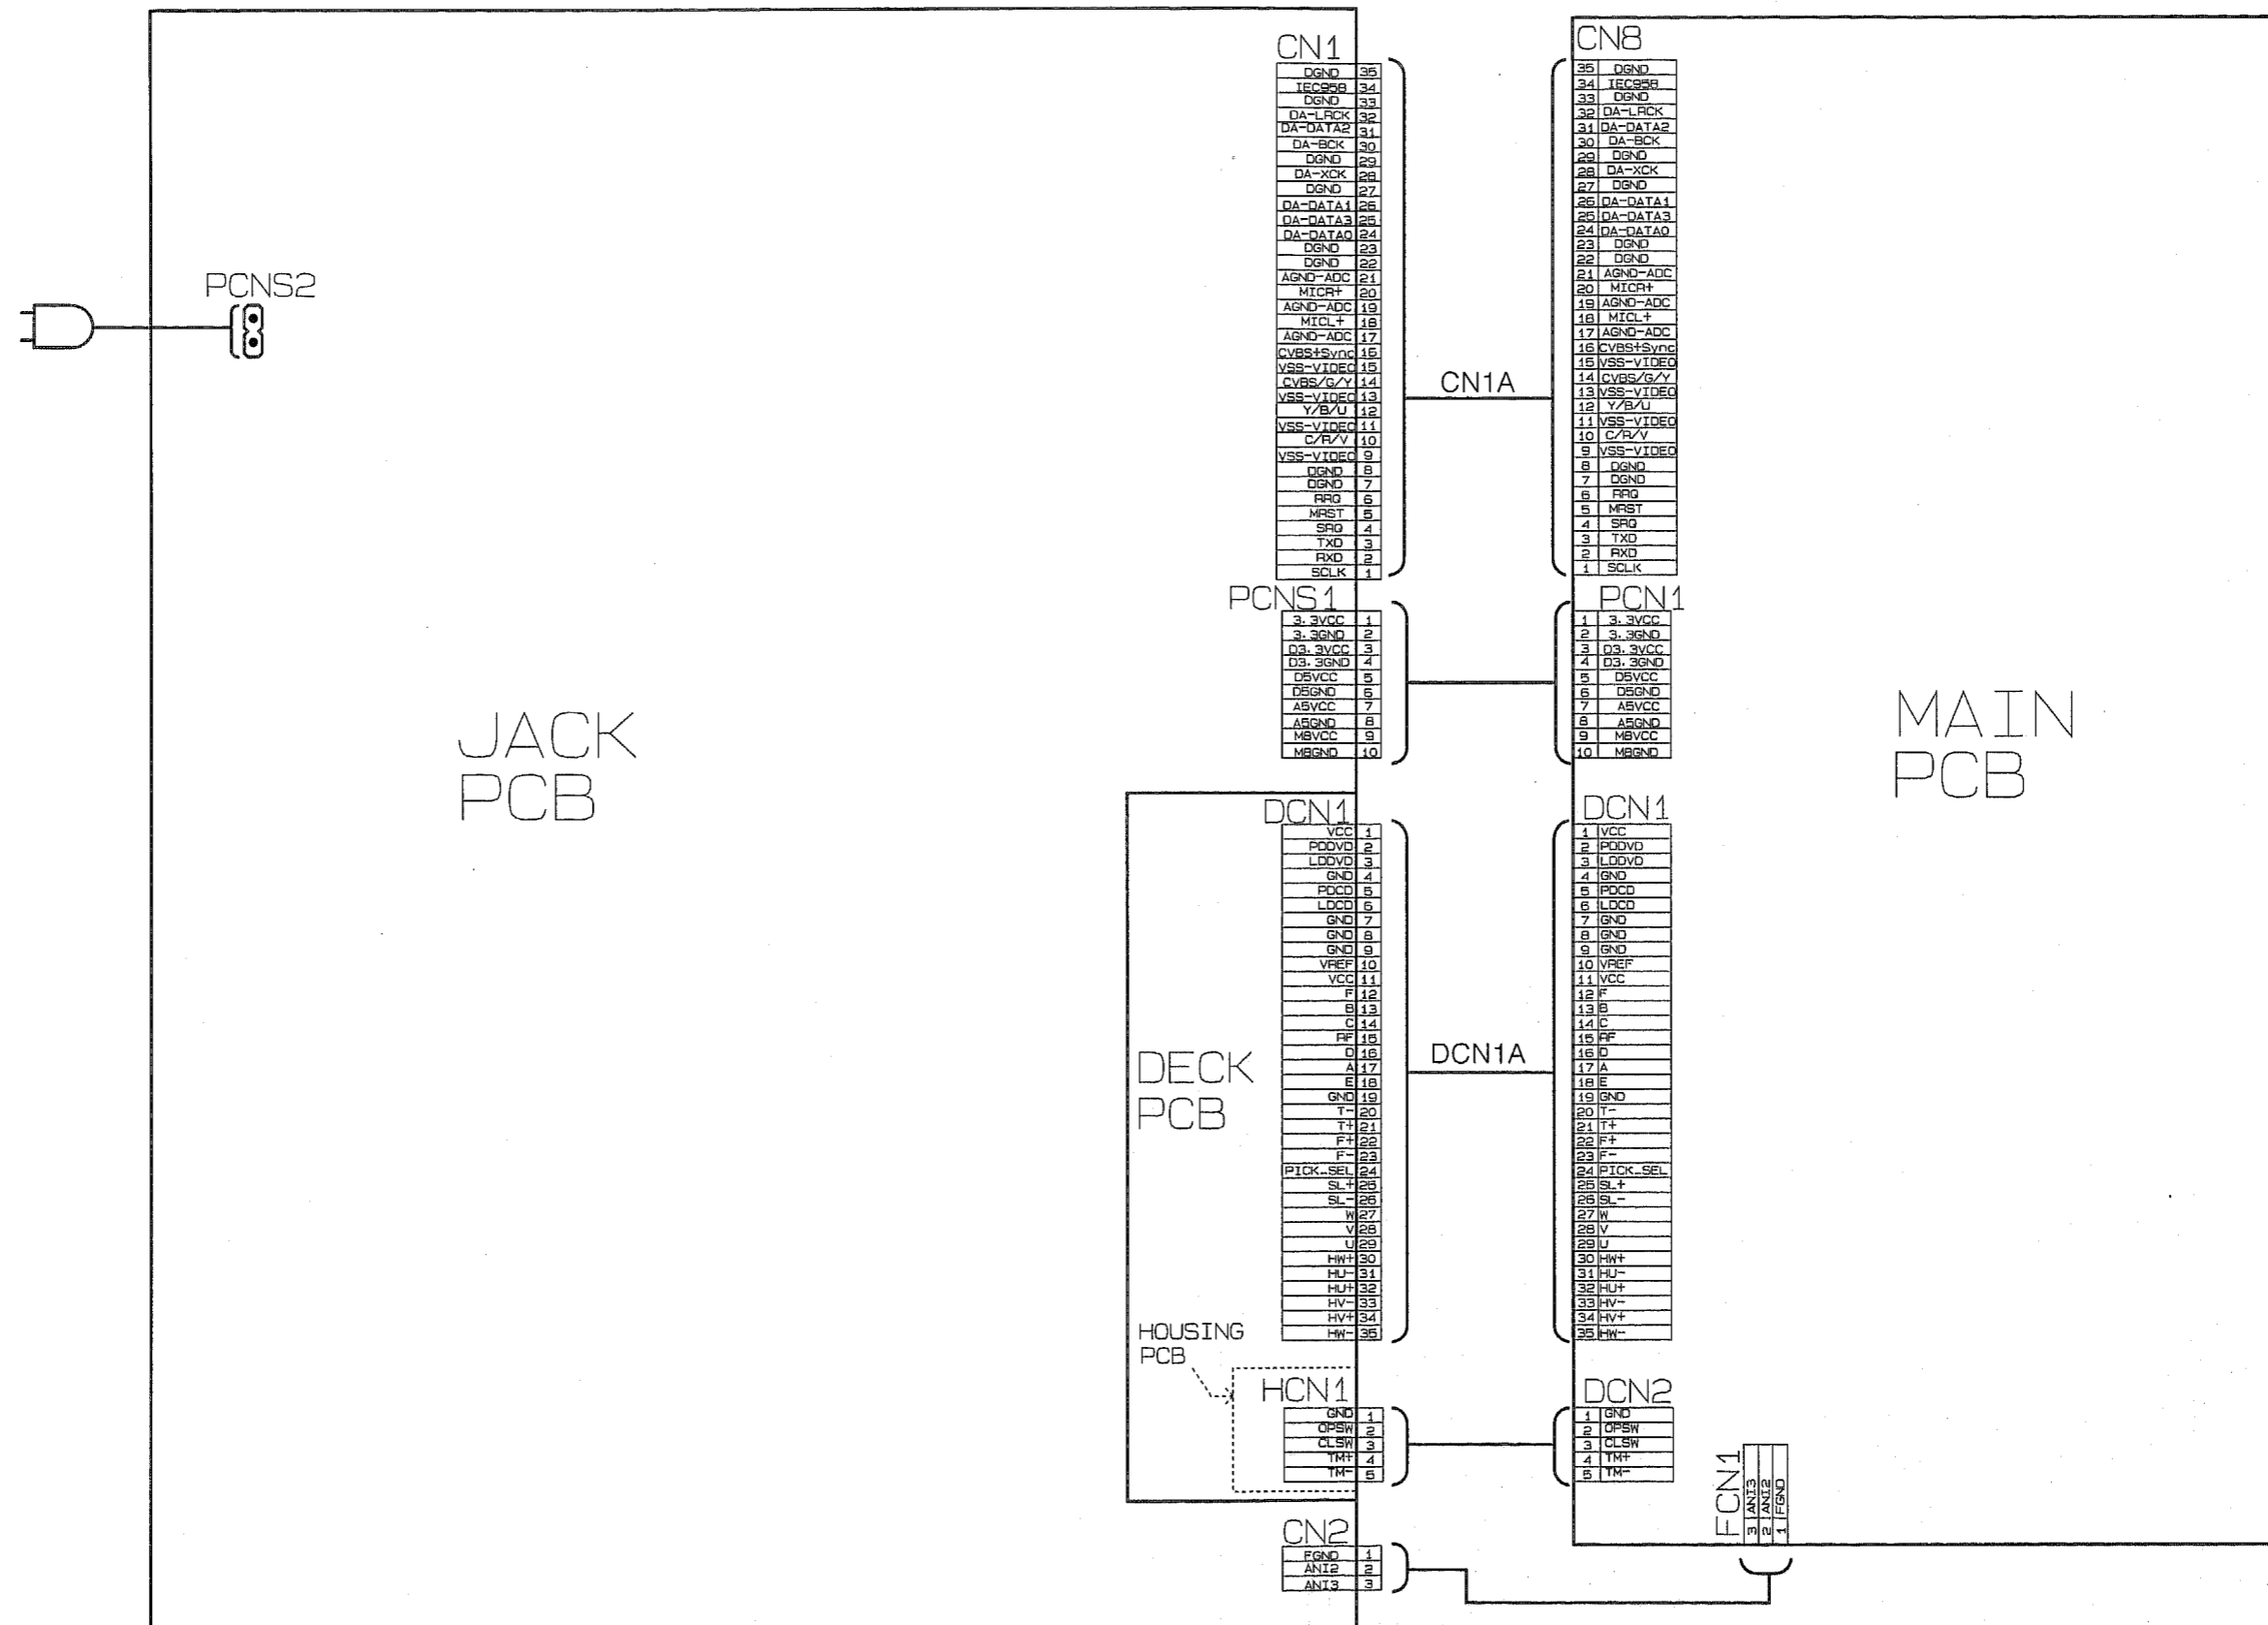 PCNS2
JACK
PCB
CN1
DGND 35
IEC958 34
DGND 33
DA-LRCK 32
DA-DATA2 31
DA-BCK 30
DGND 29
DA-XCK 28
DGND 27
DA-DATA1 26
DA-DATA3 25
DA-DATA0 24
DGND 23
DGND 22
AGND-ADC 21
MICR+ 20
AGND-ADC 19
MICL+ 18
AGND-ADC 17
CVBS+Sync 16
VSS-VIDEO 15
CVBS/G/Y 14
VSS-VIDEO 13
Y/B/U 12
VSS-VIDEO 11
C/R/V 10
VSS-VIDEO 9
DGND 8
DGND 7
RRQ 6
MRST 5
SRQ 4
TXD 3
RXD 2
SCLK 1
CN1A
CN8
35 DGND
34 IEC958
33 DGND
32 DA-LRCK
31 DA-DATA2
30 DA-BCK
29 DGND
28 DA-XCK
27 DGND
26 DA-DATA1
25 DA-DATA3
24 DA-DATA0
23 DGND
22 DGND
21 AGND-ADC
20 MICR+
19 AGND-ADC
18 MICL+
17 AGND-ADC
16 CVBS+Sync
15 VSS-VIDEO
14 CVBS/G/Y
13 VSS-VIDEO
12 Y/B/U
11 VSS-VIDEO
10 C/R/V
9 VSS-VIDEO
8 DGND
7 DGND
6 RRQ
5 MRST
4 SRQ
3 TXD
2 RXD
1 SCLK
PCNS1
3.3VCC 1
3.3GND 2
D3.3VCC 3
D3.3GND 4
D5VCC 5
D5GND 6
A5VCC 7
A5GND 8
M8VCC 9
M8GND 10
PCN1
1 3.3VCC
2 3.3GND
3 D3.3VCC
4 D3.3GND
5 D5VCC
6 D5GND
7 A5VCC
8 A5GND
9 M8VCC
10 M8GND
MAIN
PCB
DECK
PCB
DCN1
VCC 1
PDDVD 2
LDDVD 3
GND 4
PDCD 5
LDCD 6
GND 7
GND 8
GND 9
VREF 10
VCC 11
F 12
B 13
C 14
RF 15
D 16
A 17
E 18
GND 19
T- 20
T+ 21
F+ 22
F- 23
PICK_SEL 24
SL+ 25
SL- 26
W 27
V 28
U 29
HW+ 30
HU- 31
HU+ 32
HV- 33
HV+ 34
HW- 35
DCN1A
DCN1
1 VCC
2 PDDVD
3 LDDVD
4 GND
5 PDCD
6 LDCD
7 GND
8 GND
9 GND
10 VREF
11 VCC
12 F
13 B
14 C
15 RF
16 D
17 A
18 E
19 GND
20 T-
21 T+
22 F+
23 F-
24 PICK_SEL
25 SL+
26 SL-
27 W
28 V
29 U
30 HW+
31 HU-
32 HU+
33 HV-
34 HV+
35 HW-
HOUSING
PCB
HCN1
GND 1
OPSW 2
CLSW 3
TM+ 4
TM- 5
DCN2
1 GND
2 OPSW
3 CLSW
4 TM+
5 TM-
FCN1
3 ANI3
2 ANI2
1 FGND
CN2
FGND 1
ANI2 2
ANI3 3